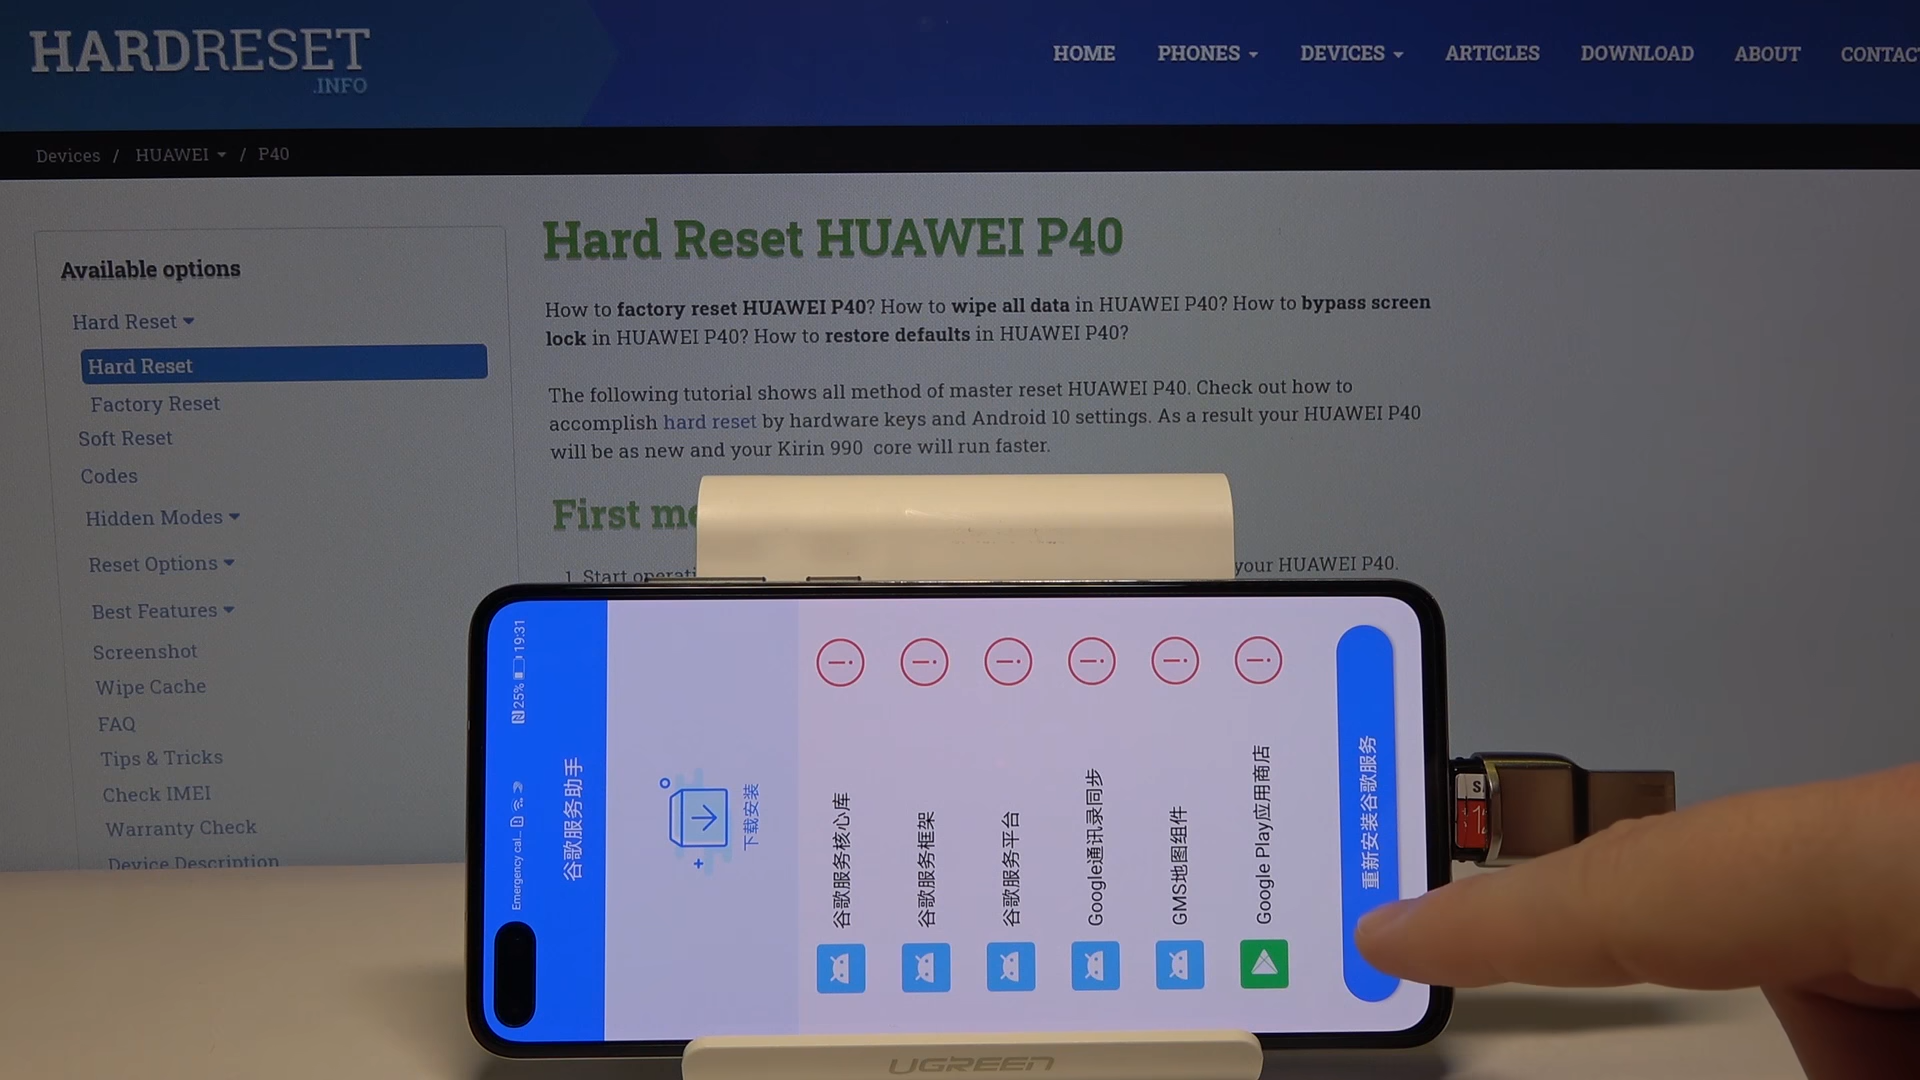 HARDRESET
.INFO
HOME PHONES DEVICES ARTICLES DOWNLOAD ABOUT CONTAC
Devices / HUAWEI / P40
Available options
Hard Reset
Hard Reset
Factory Reset
Soft Reset
Codes
Hidden Modes
Reset Options
Best Features
Screenshot
Wipe Cache
FAQ
Tips & Tricks
Check IMEI
Warranty Check
Device Description
Hard Reset HUAWEI P40
How to factory reset HUAWEI P40? How to wipe all data in HUAWEI P40? How to bypass screen
lock in HUAWEI P40? How to restore defaults in HUAWEI P40?
The following tutorial shows all method of master reset HUAWEI P40. Check out how to
accomplish hard reset by hardware keys and Android 10 settings. As a result your HUAWEI P40
will be as new and your Kirin 990 core will run faster.
First me
1. Start operati your HUAWEI P40.
Emergency cal... 25% 19:31
谷歌服务助手
下载安装
谷歌服务核心库
谷歌服务框架
谷歌服务平台
Google通讯录同步
GMS地图组件
Google Play应用商店
重新安装谷歌服务
UGREEN